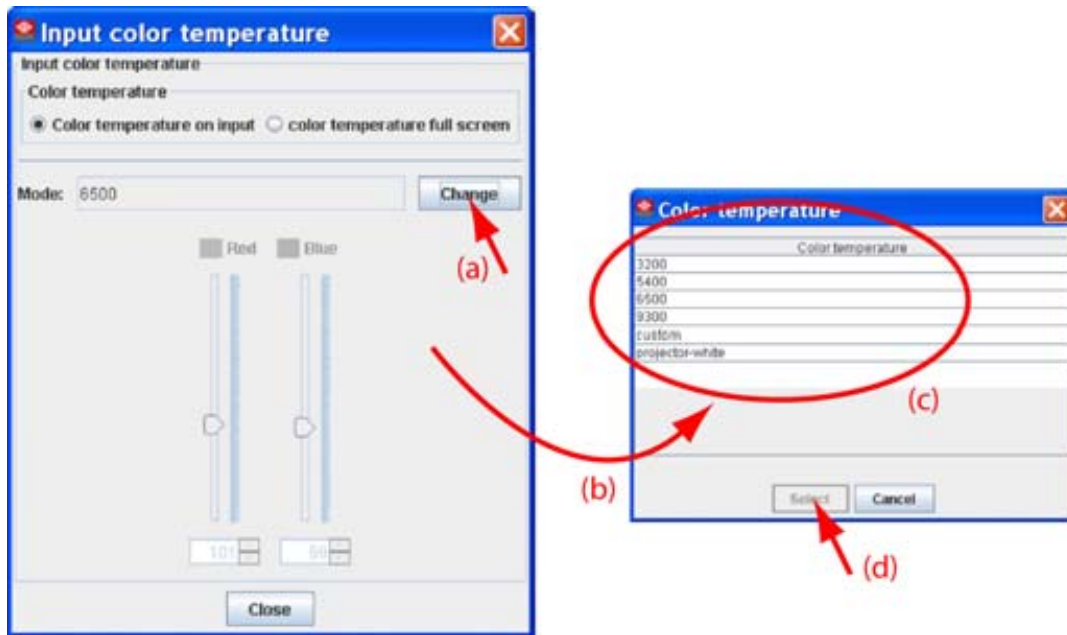 Input color temperature
Input color temperature
Color temperature
Color temperature on input color temperature full screen
Mode: 6500 Change
Red Blue
(a)
101
Close
(b)
Color temperature
Color temperature
3200
5400
6500
9300
custom
projector-white
(c)
Select Cancel
(d)